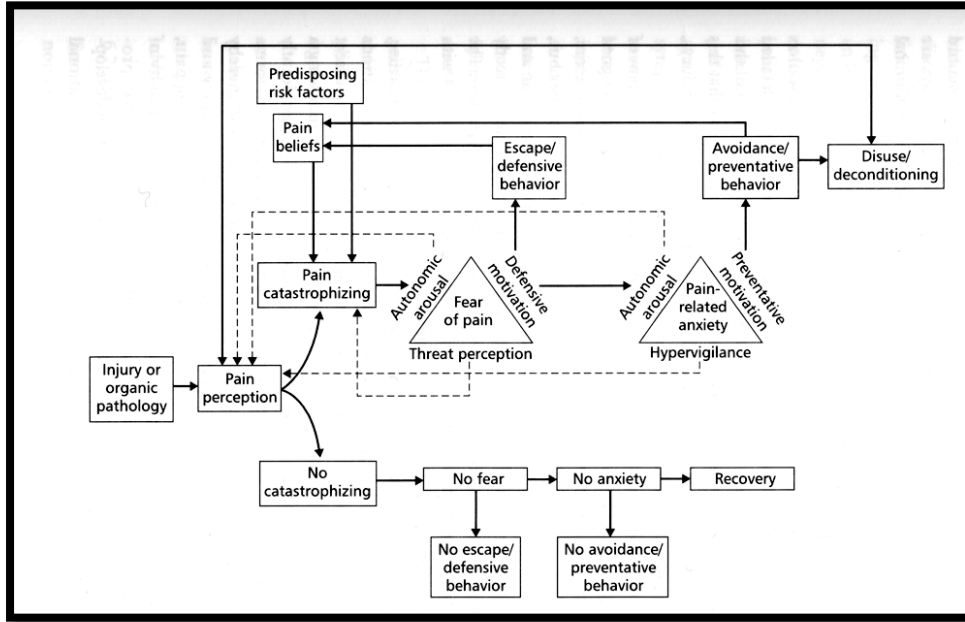 Predisposing
risk factors
Pain
beliefs
Escape/
defensive
behavior
Avoidance/
preventative
behavior
Disuse/
deconditioning
Pain
catastrophizing
Autonomic
arousal
Fear
of pain
Defensive
motivation
Threat perception
Autonomic
arousal
Pain-
related
anxiety
Preventative
motivation
Hypervigilance
Injury or
organic
pathology
Pain
perception
No
catastrophizing
No fear
No anxiety
Recovery
No escape/
defensive
behavior
No avoidance/
preventative
behavior